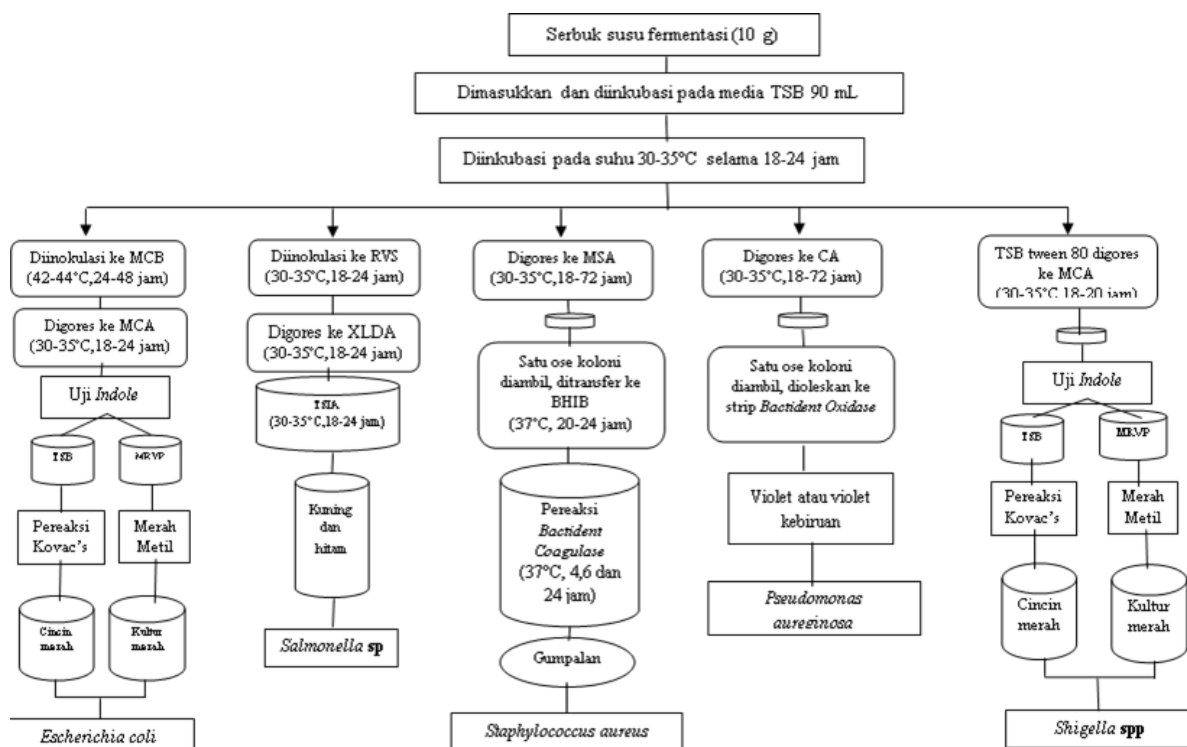 Serbuk susu fermentasi (10 g)
Dimasukkan dan diinkubasi pada media TSB 90 mL
Diinkubasi pada suhu 30-35°C selama 18-24 jam
Diinokulasi ke MCB
(42-44°C,24-48 jam)
Digores ke MCA
(30-35°C,18-24 jam)
Uji Indole
TSB
MRVP
Pereaksi
Kovac's
Merah
Metil
Cincin
merah
Kultur
merah
Escherichia coli
Diinokulasi ke RVS
(30-35°C,18-24 jam)
Digores ke XLDA
(30-35°C,18-24 jam)
TSIA
(30-35°C,18-24 jam)
Kuning
dan
hitam
Salmonella sp
Digores ke MSA
(30-35°C,18-72 jam)
Satu ose koloni
diambil, ditransfer ke
BHIB
(37°C, 20-24 jam)
Pereaksi
Bactident
Coagulase
(37°C, 4,6 dan
24 jam)
Gumpalan
Staphylococcus aureus
Digores ke CA
(30-35°C,18-72 jam)
Satu ose koloni
diambil, dioleskan ke
strip Bactident Oxidase
Violet atau violet
kebiruan
Pseudomonas
aureginosa
TSB tween 80 digores
ke MCA
(30-35°C,18-20 jam)
Uji Indole
TSB
MRVP
Pereaksi
Kovac's
Merah
Metil
Cincin
merah
Kultur
merah
Shigella spp